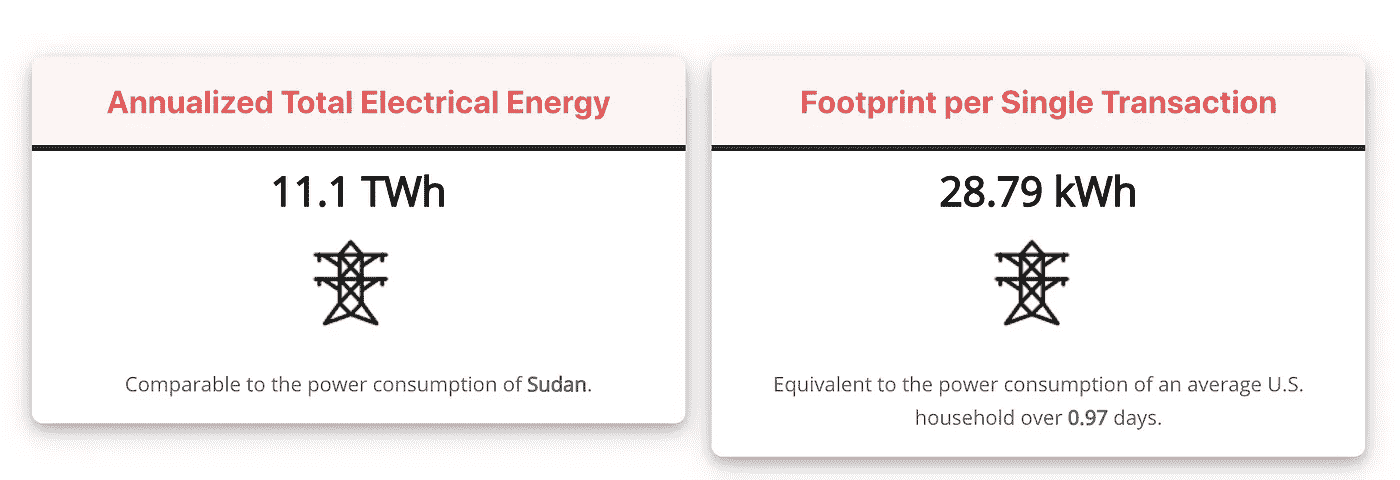 Annualized Total Electrical Energy
11.1 TWh
Comparable to the power consumption of Sudan.
Footprint per Single Transaction
28.79 kWh
Equivalent to the power consumption of an average U.S.
household over 0.97 days.